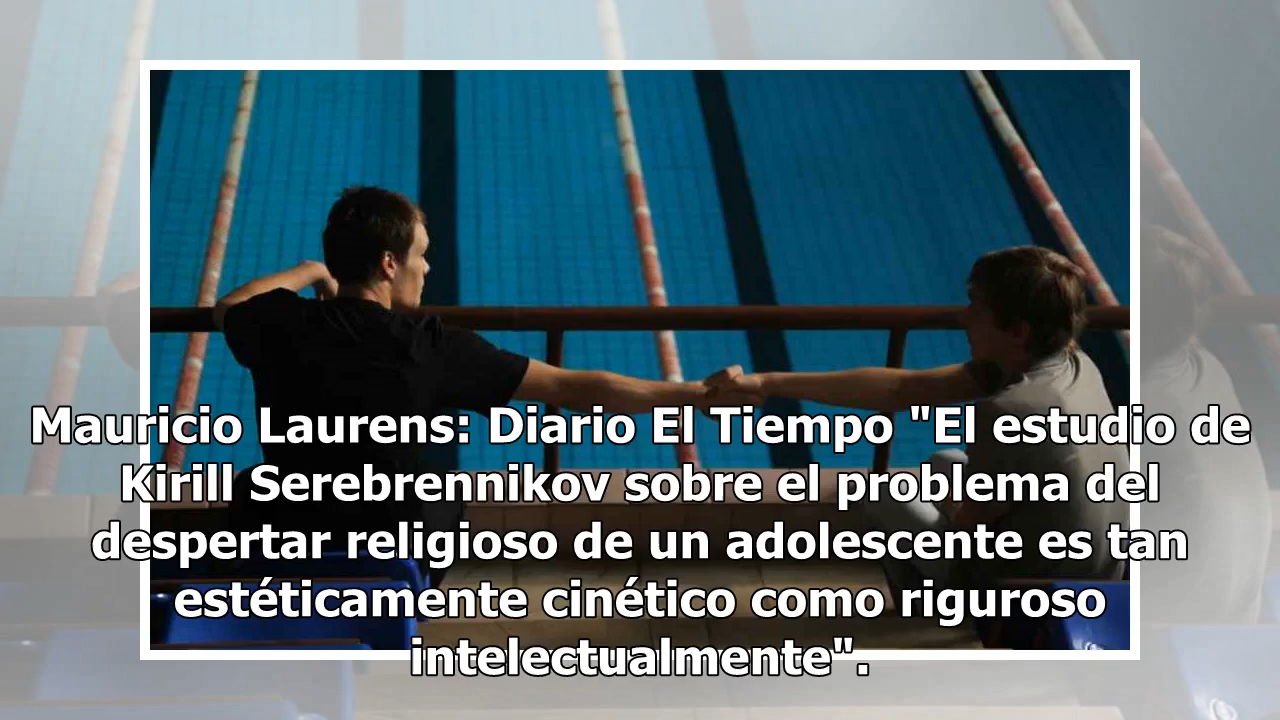 Mauricio Laurens: Diario El Tiempo "El estudio de
Kirill Serebrennikov sobre el problema del
despertar religioso de un adolescente es tan
estéticamente cinético como riguroso
intelectualmente".